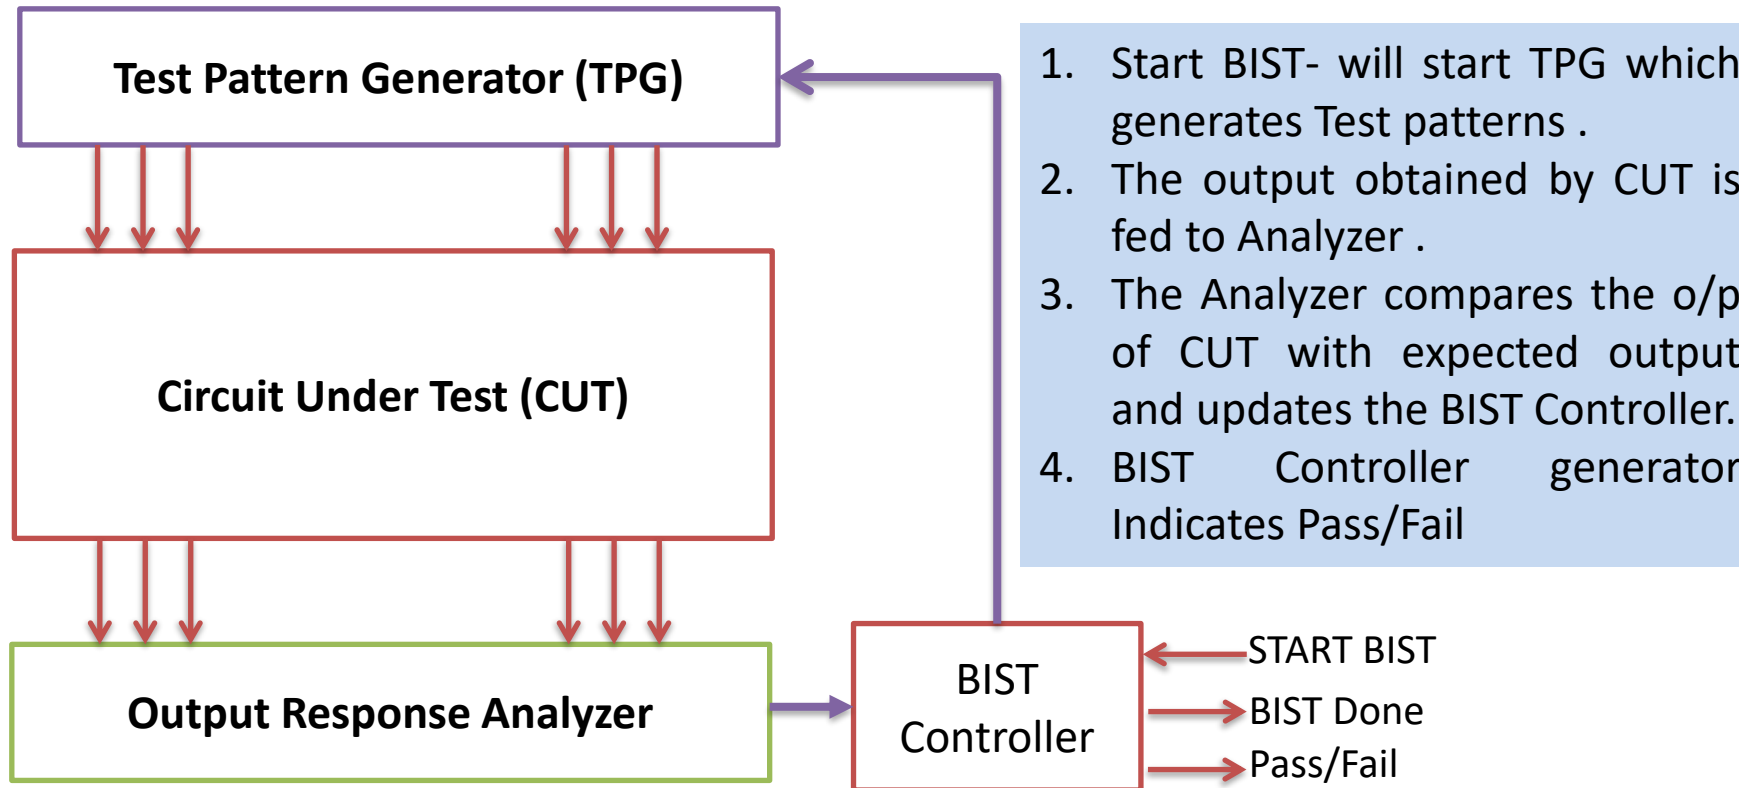 Test Pattern Generator (TPG)
Circuit Under Test (CUT)
Output Response Analyzer
BIST
Controller
START BIST
BIST Done
Pass/Fail
1. Start BIST- will start TPG which
generates Test patterns .
2. The output obtained by CUT is
fed to Analyzer .
3. The Analyzer compares the o/p
of CUT with expected output
and updates the BIST Controller.
4. BIST Controller generator
Indicates Pass/Fail